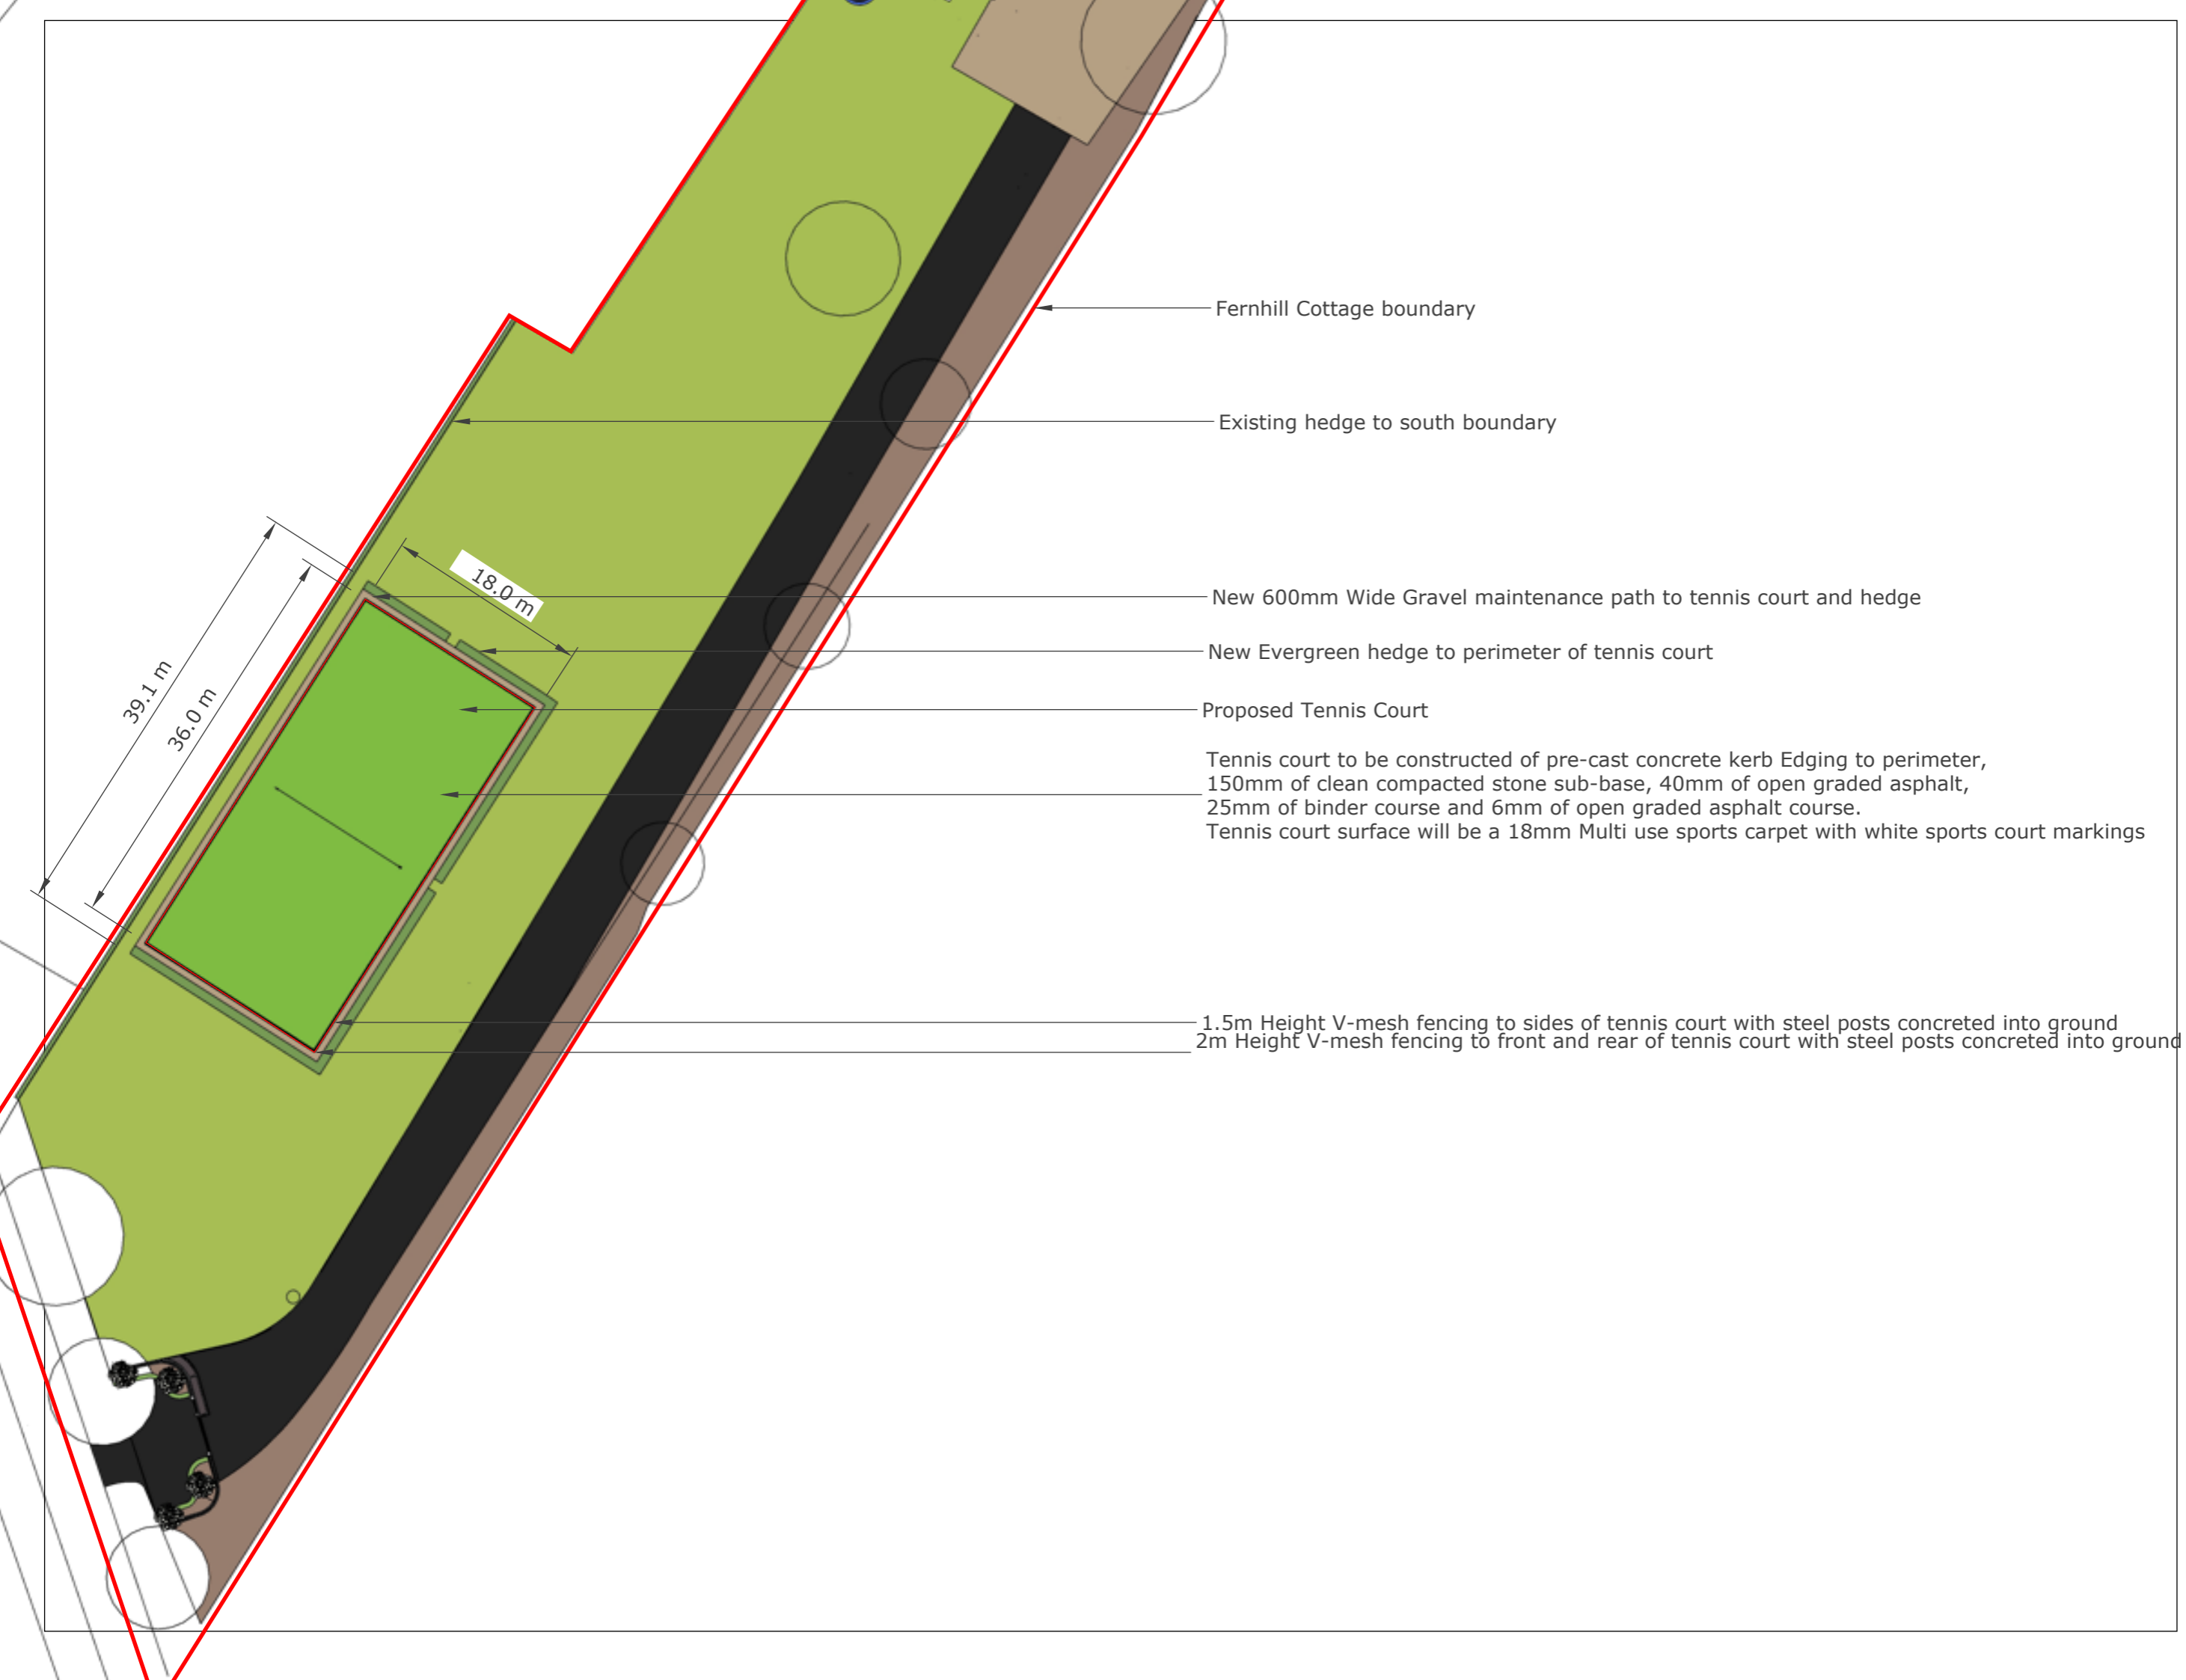 Fernhill Cottage boundary
Existing hedge to south boundary
18.0 m
New 600mm Wide Gravel maintenance path to tennis court and hedge
New Evergreen hedge to perimeter of tennis court
39.1 m
36.0 m
Proposed Tennis Court
Tennis court to be constructed of pre-cast concrete kerb Edging to perimeter,
150mm of clean compacted stone sub-base, 40mm of open graded asphalt,
25mm of binder course and 6mm of open graded asphalt course.
Tennis court surface will be a 18mm Multi use sports carpet with white sports court markings
1.5m Height V-mesh fencing to sides of tennis court with steel posts concreted into ground
2m Height V-mesh fencing to front and rear of tennis court with steel posts concreted into ground